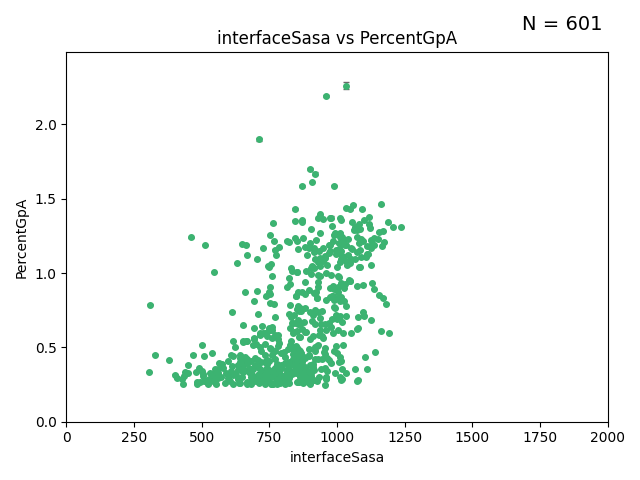 N = 601
interfaceSasa vs PercentGpA
PercentGpA
2.0
1.5
1.0
0.5
0.0
0 250 500 750 1000 1250 1500 1750 2000
interfaceSasa